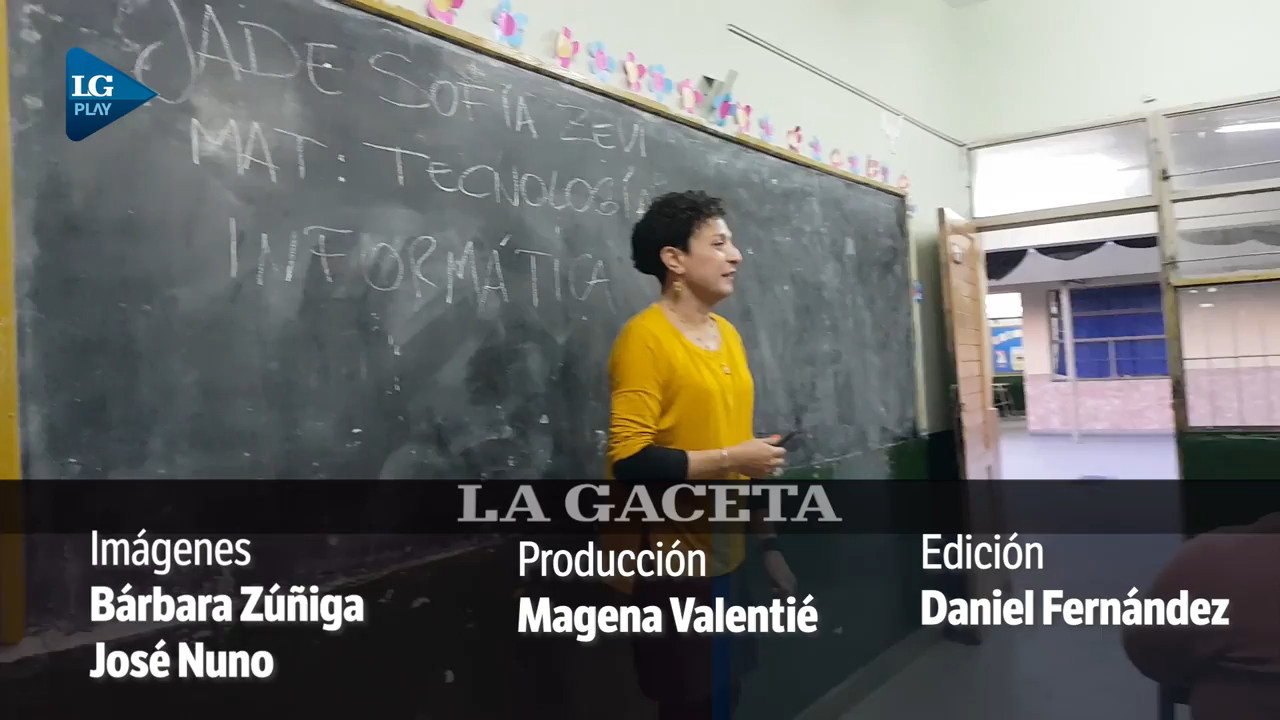 LG
PLAY
JADE SOFÍA ZEVI
MAT: TECNOLOGÍA
INFORMÁTICA
LA GACETA
Imágenes
Bárbara Zúñiga
José Nuno
Producción
Magena Valentié
Edición
Daniel Fernández